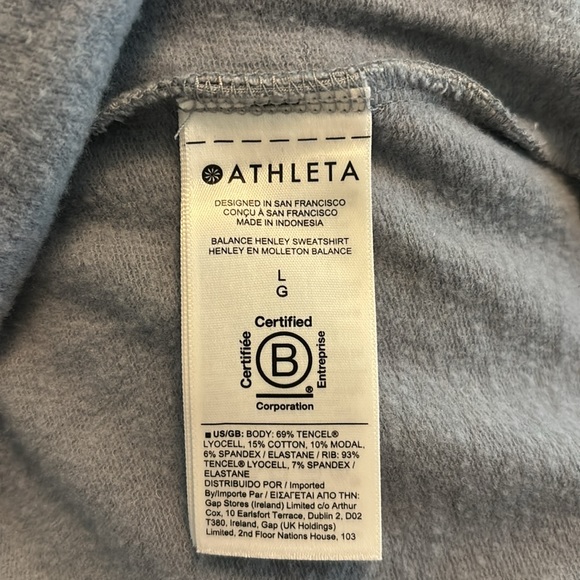 ATHLETA
DESIGNED IN SAN FRANCISCO
CONÇU À SAN FRANCISCO
MADE IN INDONESIA
BALANCE HENLEY SWEATSHIRT
HENLEY EN MOLLETON BALANCE
L
G
Certified
Certifiée
B
Entreprise
®
Corporation
■ US/GB: BODY: 69% TENCEL®
LYOCELL, 15% COTTON, 10% MODAL,
6% SPANDEX / ELASTANE / RIB: 93%
TENCEL® LYOCELL, 7% SPANDEX /
ELASTANE
DISTRIBUIDO POR / Imported
By/Importe Par / ΕΙΣΑΓΕΤΑΙ ΑΠΟ ΤΗΝ:
Gap Stores (Ireland) Limited c/o Arthur
Cox, 10 Earlsfort Terrace, Dublin 2, D02
T380, Ireland, Gap (UK Holdings)
Limited, 2nd Floor Nations House, 103